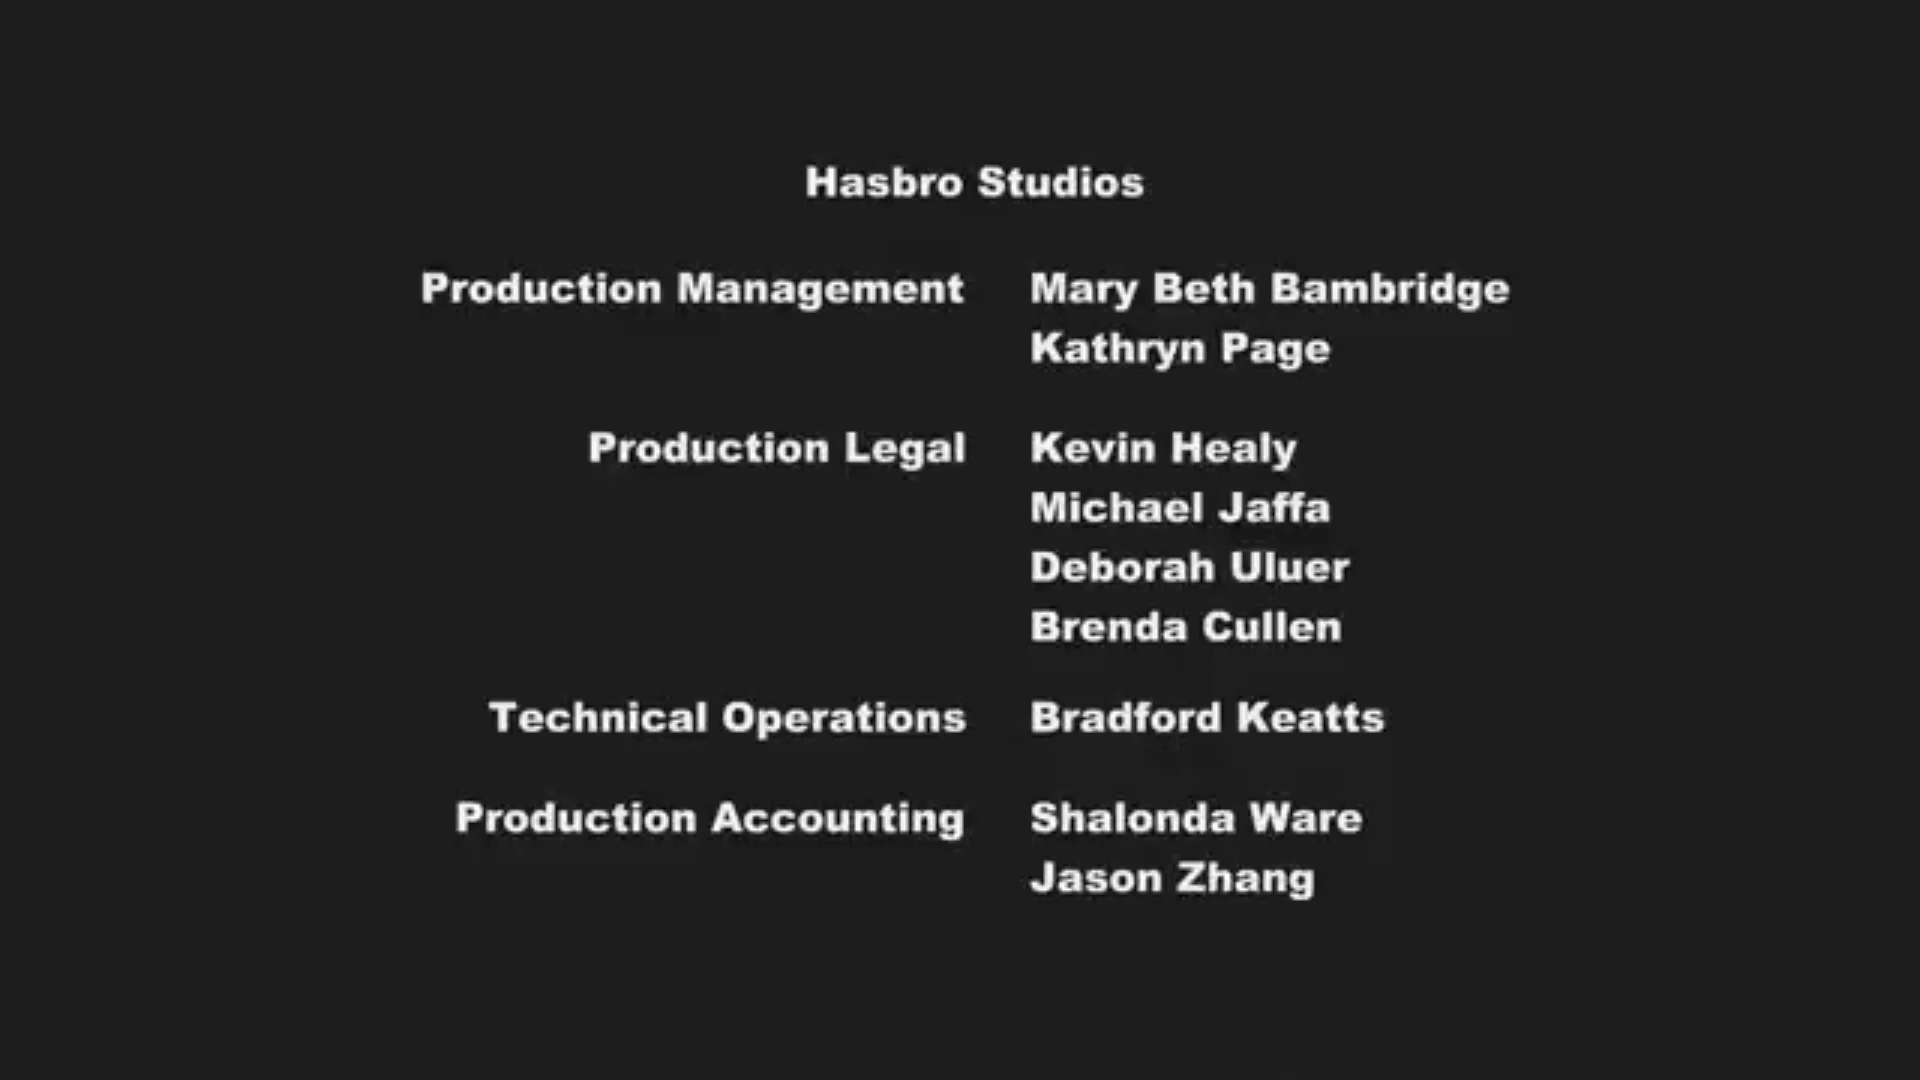 Hasbro Studios
Production Management Mary Beth Bambridge
Kathryn Page
Production Legal Kevin Healy
Michael Jaffa
Deborah Uluer
Brenda Cullen
Technical Operations Bradford Keatts
Production Accounting Shalonda Ware
Jason Zhang